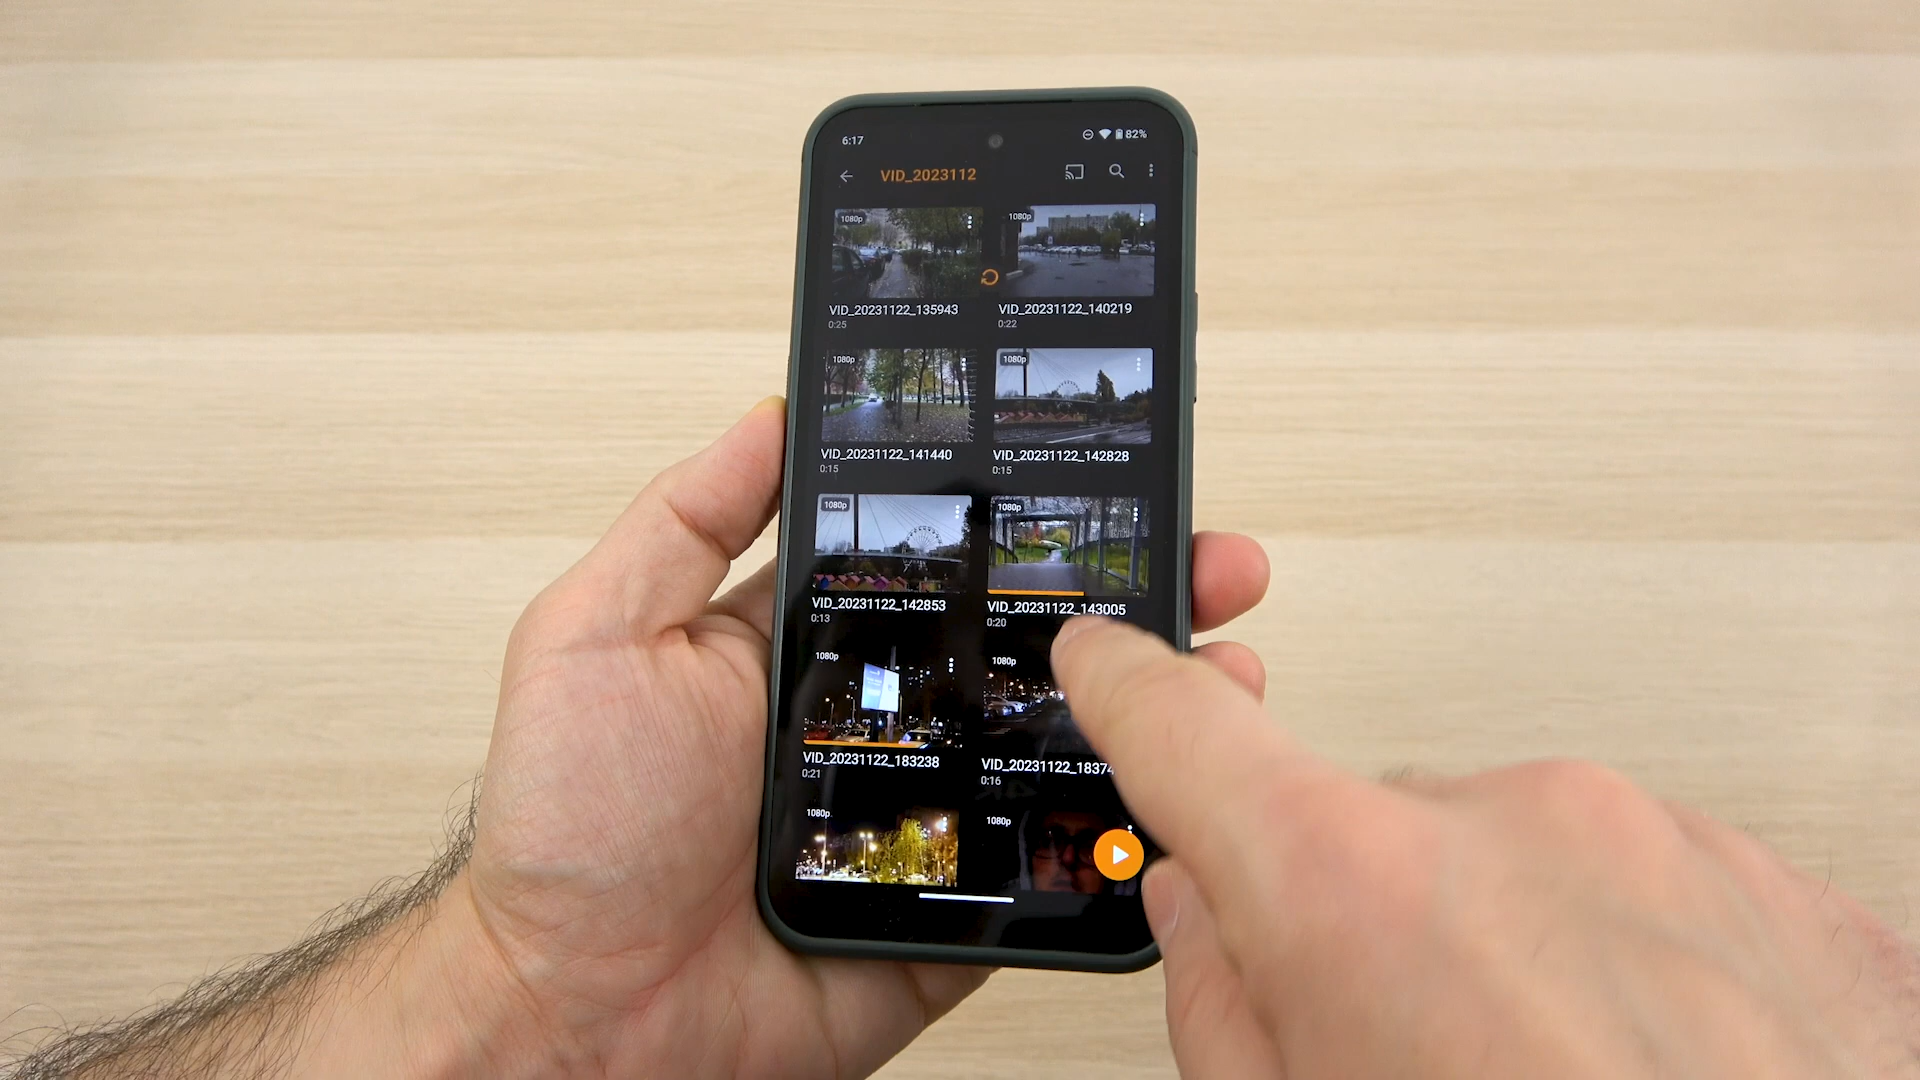 6:17
82%
VID_2023112
1080p
1080p
VID_20231122_135943
VID_20231122_140219
0:25
0:22
1080p
1080p
VID_20231122_141440
VID_20231122_142828
0:15
0:15
1080p
1080p
VID_20231122_142853
VID_20231122_143005
0:13
0:20
1080p
1080p
VID_20231122_183238
VID_20231122_1837
0:21
0:16
1080p
1080p